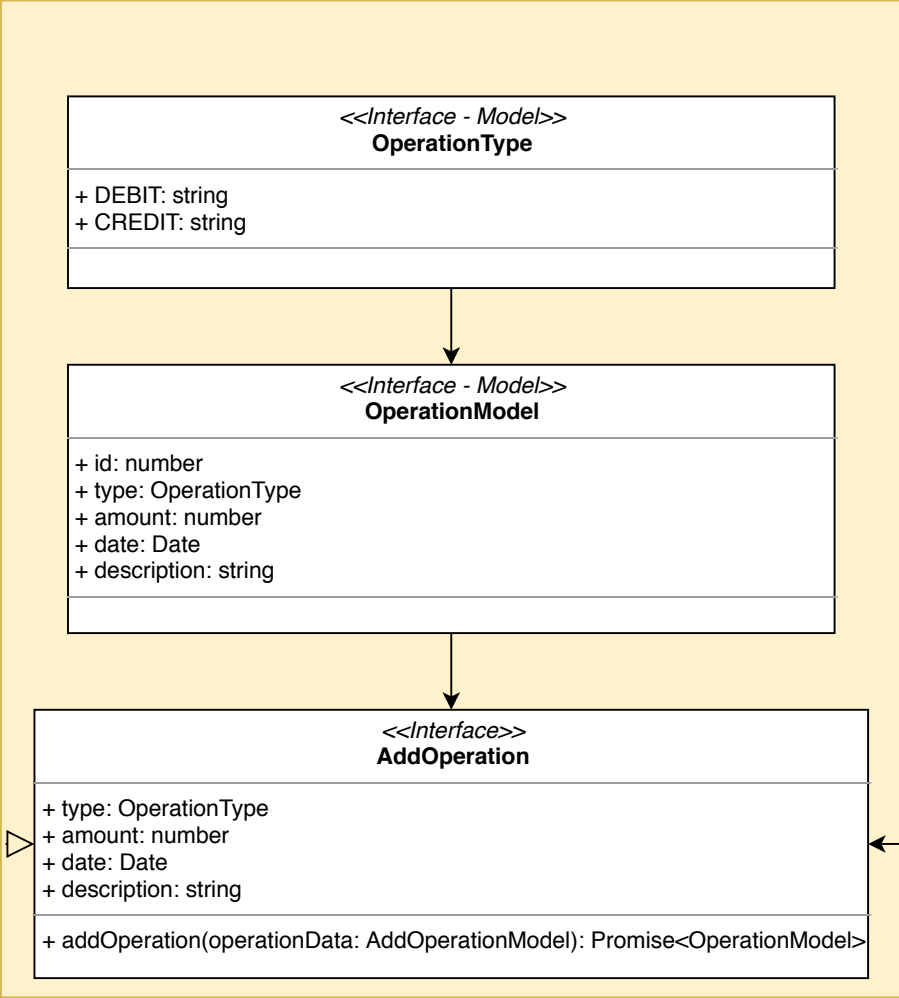 <<Interface - Model>>
OperationType
+ DEBIT: string
+ CREDIT: string
<<Interface - Model>>
OperationModel
+ id: number
+ type: OperationType
+ amount: number
+ date: Date
+ description: string
<<Interface>>
AddOperation
+ type: OperationType
+ amount: number
+ date: Date
+ description: string
+ addOperation(operationData: AddOperationModel): Promise<OperationModel>